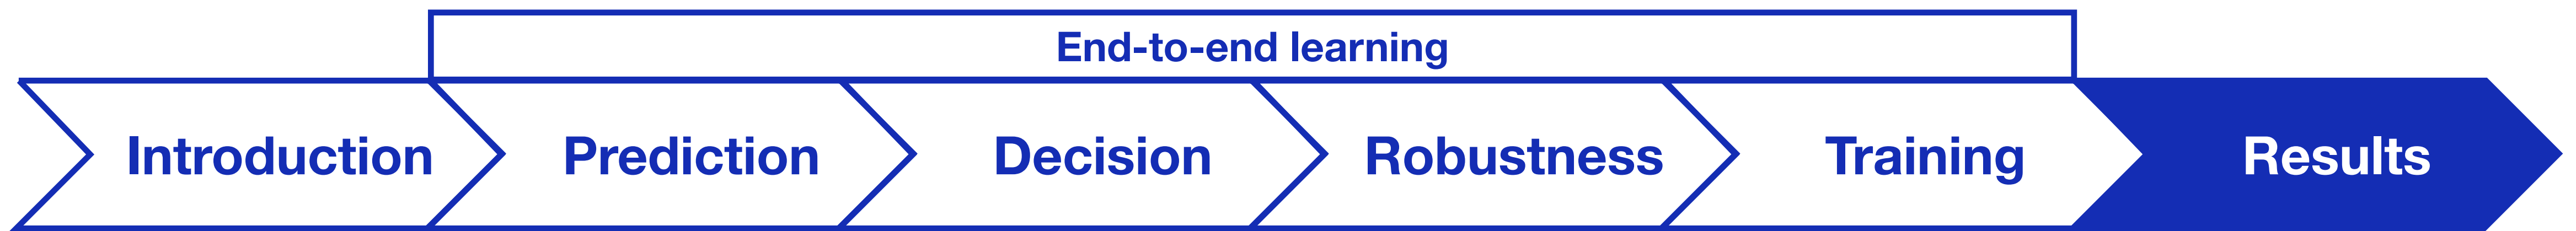 End-to-end learning
Introduction Prediction Decision Robustness Training Results